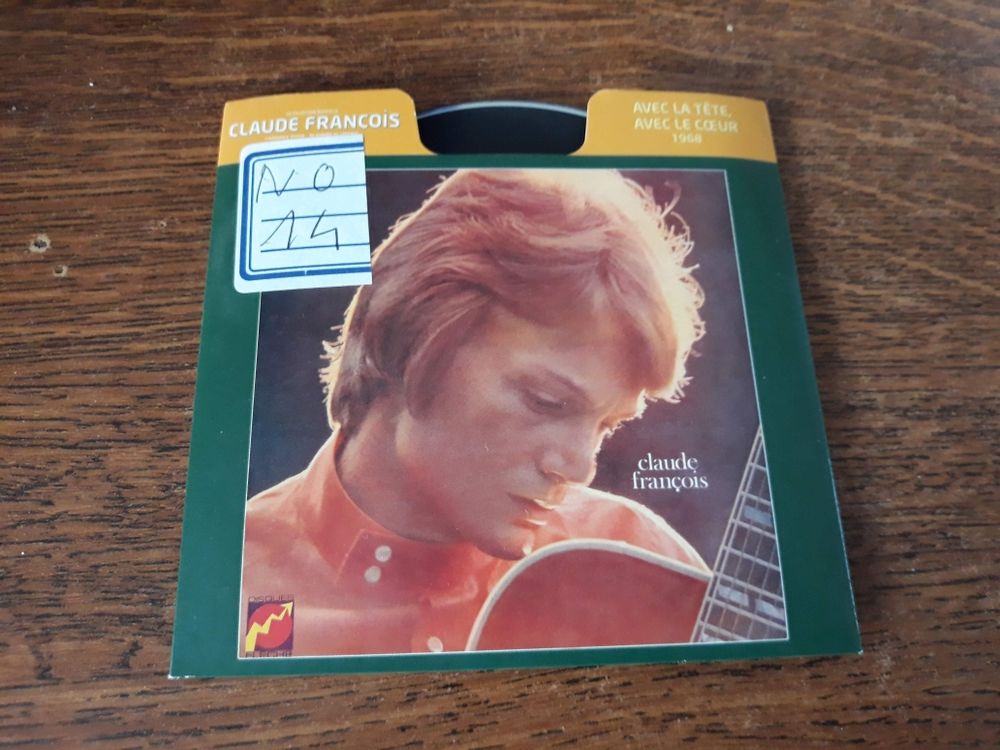 CLAUDE FRANÇOIS
AVEC LA TÊTE,
AVEC LE CŒUR
1968
NO
14
claude
françois
DISQUES